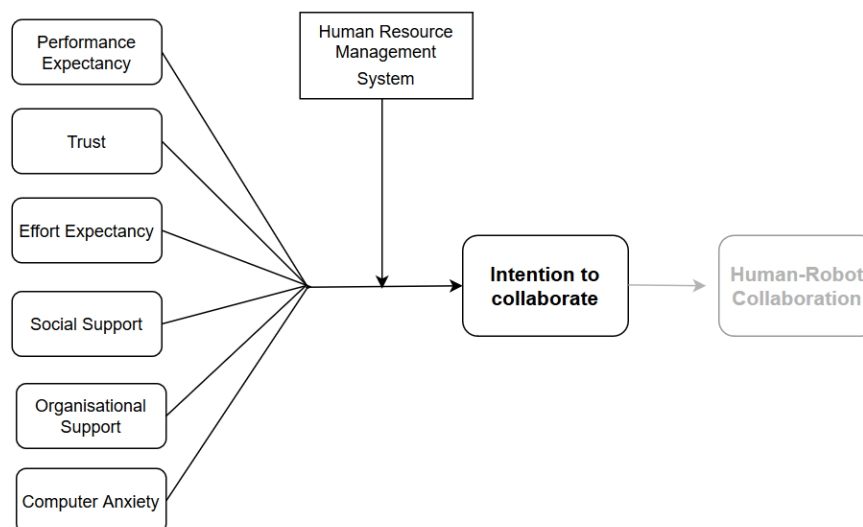 Performance
Expectancy
Trust
Effort Expectancy
Social Support
Organisational
Support
Computer Anxiety
Human Resource
Management
System
Intention to
collaborate
Human-Robot
Collaboration